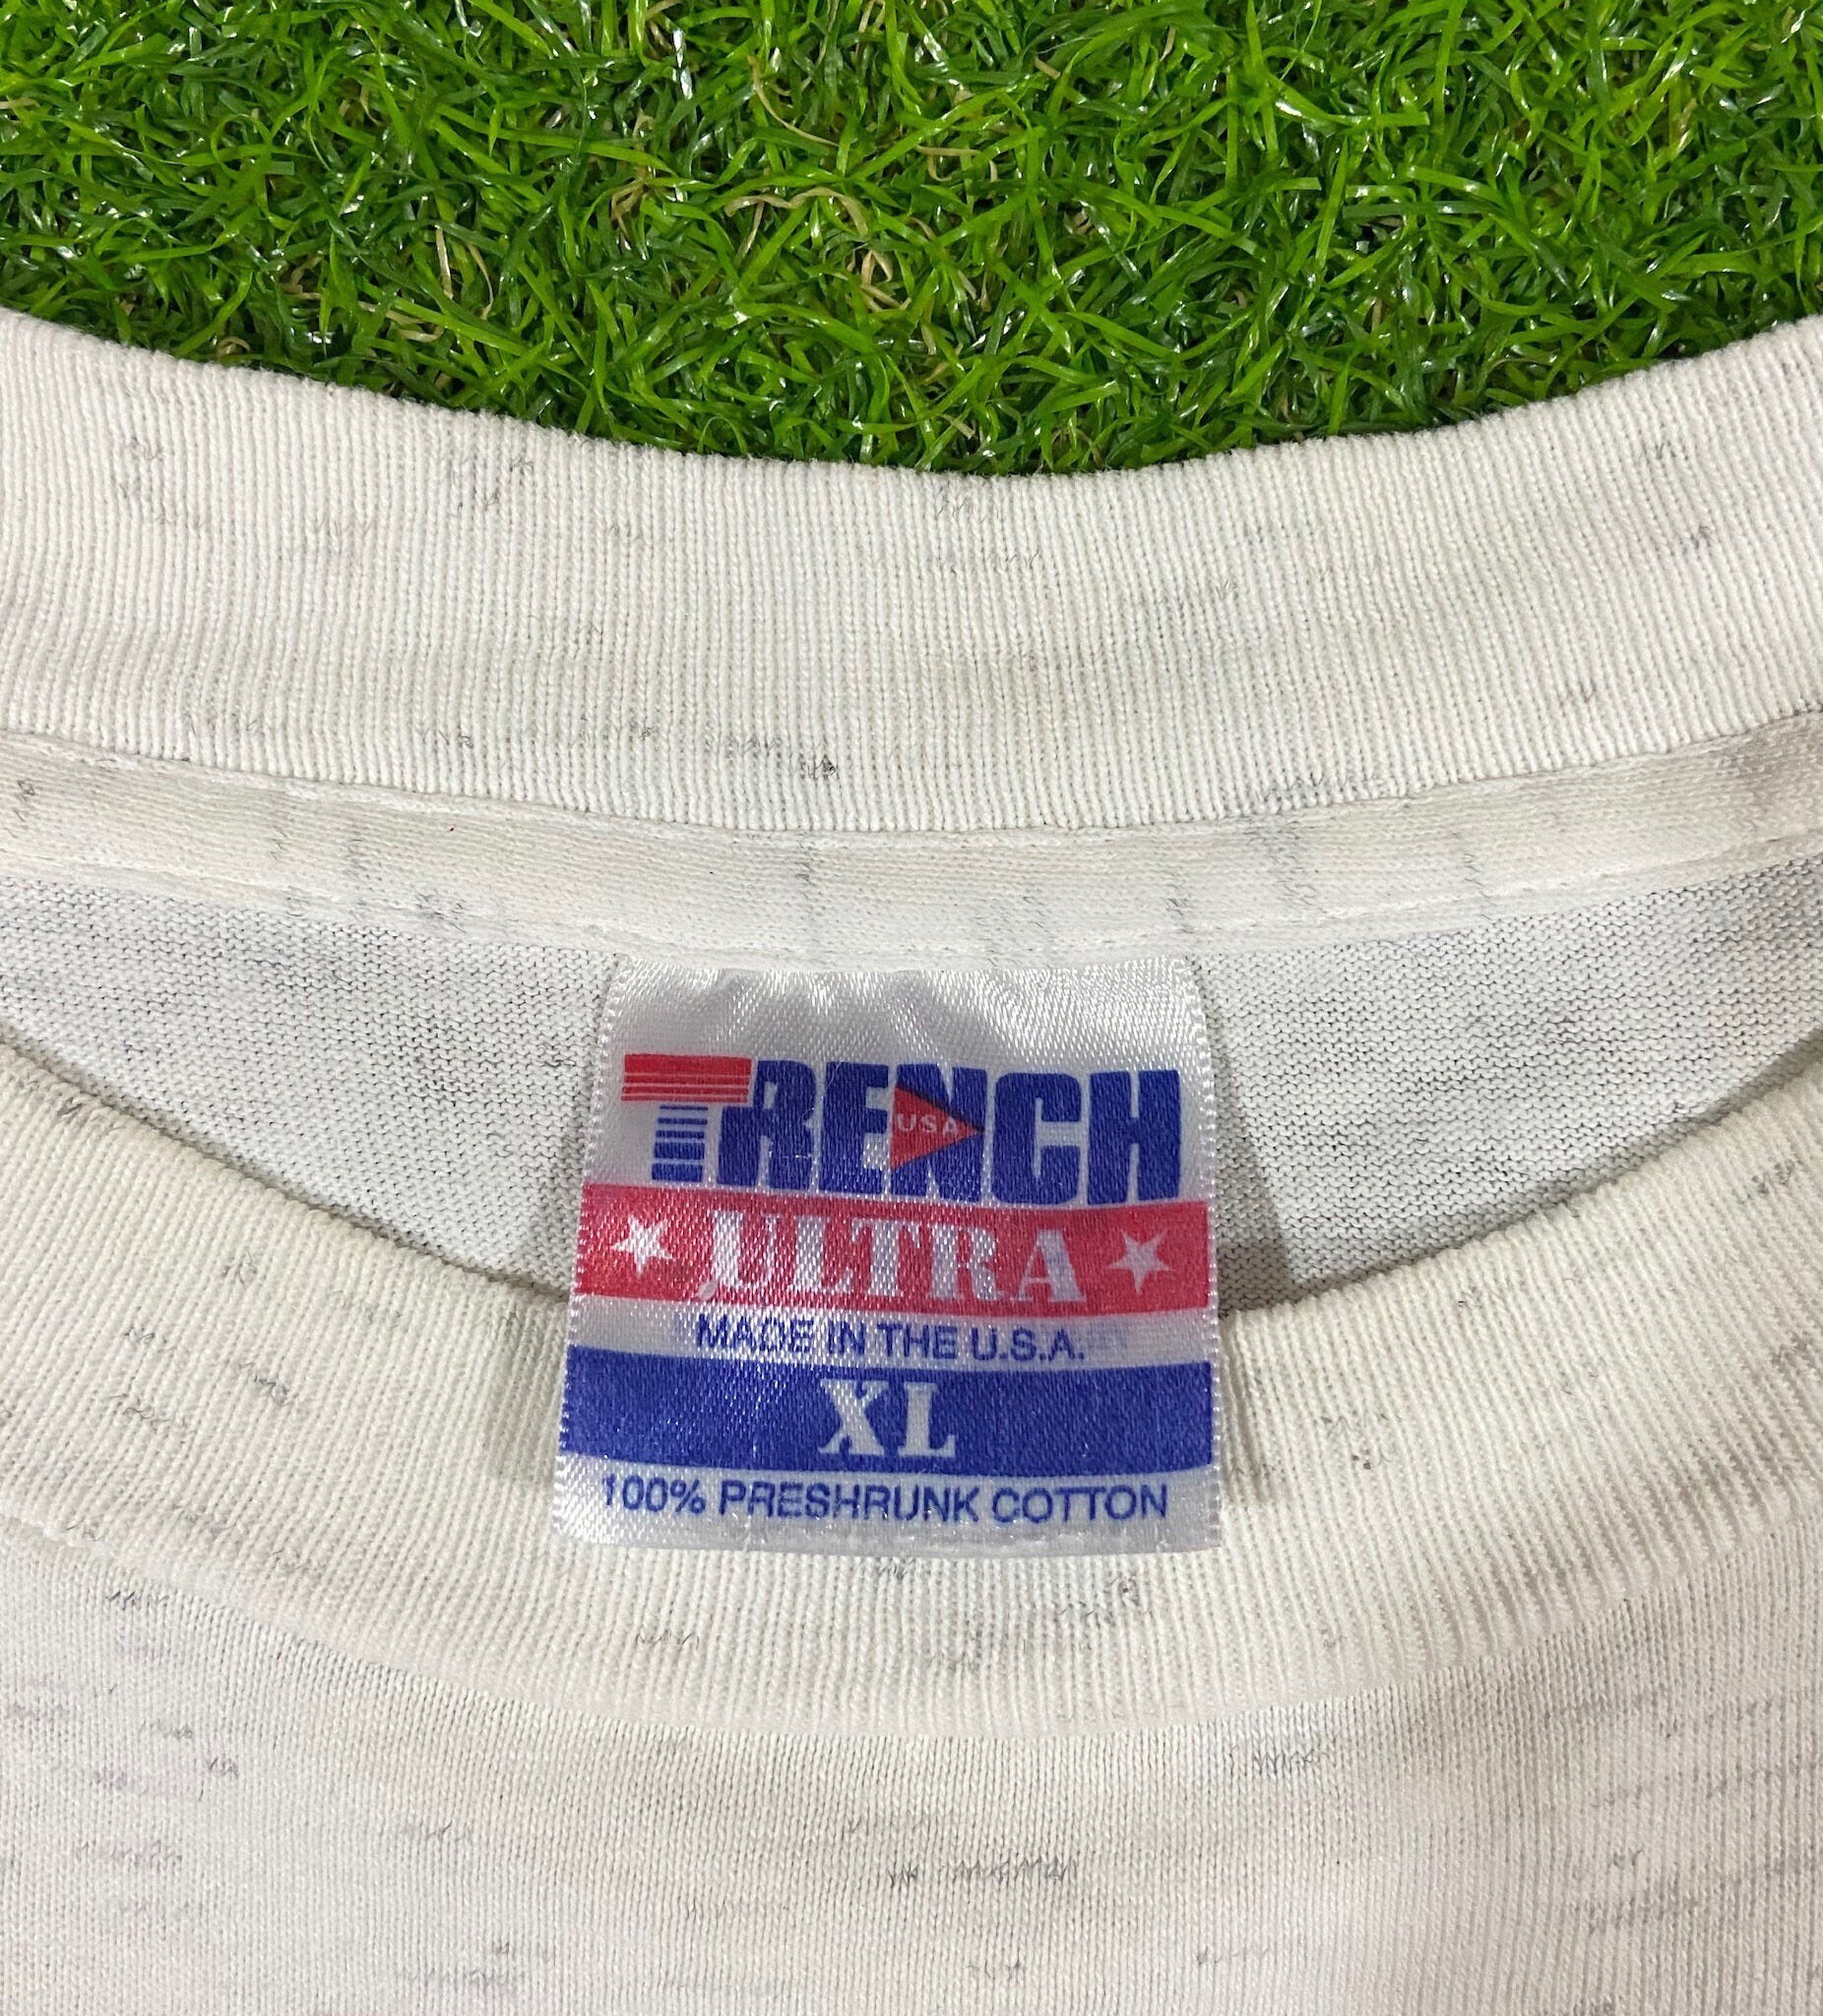 TRENCH
USA
ULTRA
MADE IN THE U.S.A.
XL
100% PRESHRUNK COTTON